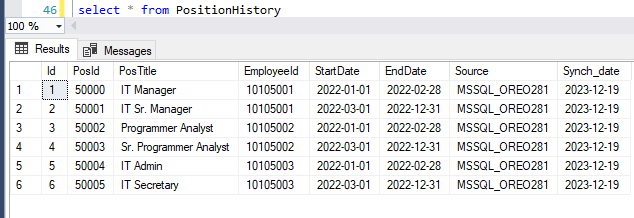 46 select * from PositionHistory
100 %
Results Messages
Id PosId PosTitle EmployeeId StartDate EndDate Source Synch_date
1 1 50000 IT Manager 10105001 2022-01-01 2022-02-28 MSSQL_OREO281 2023-12-19
2 2 50001 IT Sr. Manager 10105001 2022-03-01 2022-12-31 MSSQL_OREO281 2023-12-19
3 3 50002 Programmer Analyst 10105002 2022-01-01 2022-02-28 MSSQL_OREO281 2023-12-19
4 4 50003 Sr. Programmer Analyst 10105002 2022-03-01 2022-12-31 MSSQL_OREO281 2023-12-19
5 5 50004 IT Admin 10105003 2022-01-01 2022-02-28 MSSQL_OREO281 2023-12-19
6 6 50005 IT Secretary 10105003 2022-03-01 2022-12-31 MSSQL_OREO281 2023-12-19